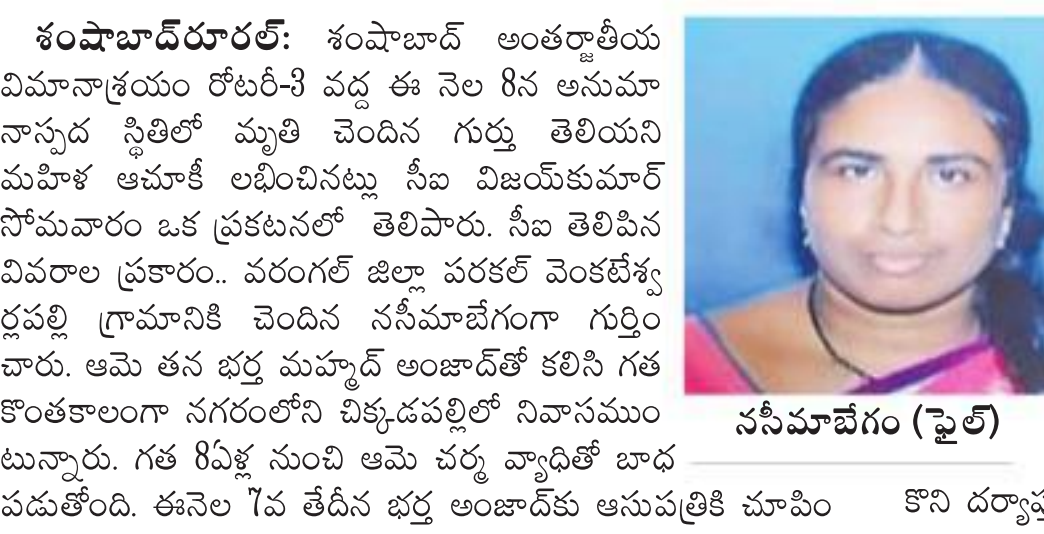 శంషాబాద్‌రూరల్: శంషాబాద్ అంతర్జాతీయ
విమానాశ్రయం రోటరీ-3 వద్ద ఈ నెల 8న అనుమా
నాస్పద స్థితిలో మృతి చెందిన గుర్తు తెలియని
మహిళ ఆచూకీ లభించినట్లు సీఐ విజయ్‌కుమార్
సోమవారం ఒక ప్రకటనలో తెలిపారు. సీఐ తెలిపిన
వివరాల ప్రకారం.. వరంగల్ జిల్లా పరకల్ వెంకటేశ్వ
ర్లపల్లి గ్రామానికి చెందిన నసీమాబేగంగా గుర్తిం
చారు. ఆమె తన భర్త మహ్మద్ అంజాద్‌తో కలిసి గత
కొంతకాలంగా నగరంలోని చిక్కడపల్లిలో నివాసముం
టున్నారు. గత 8ఏళ్ల నుంచి ఆమె చర్మ వ్యాధితో బాధ
పడుతోంది. ఈనెల 7వ తేదీన భర్త అంజాద్‌కు ఆసుపత్రికి చూపిం
నసీమాబేగం (ఫైల్)
కొని